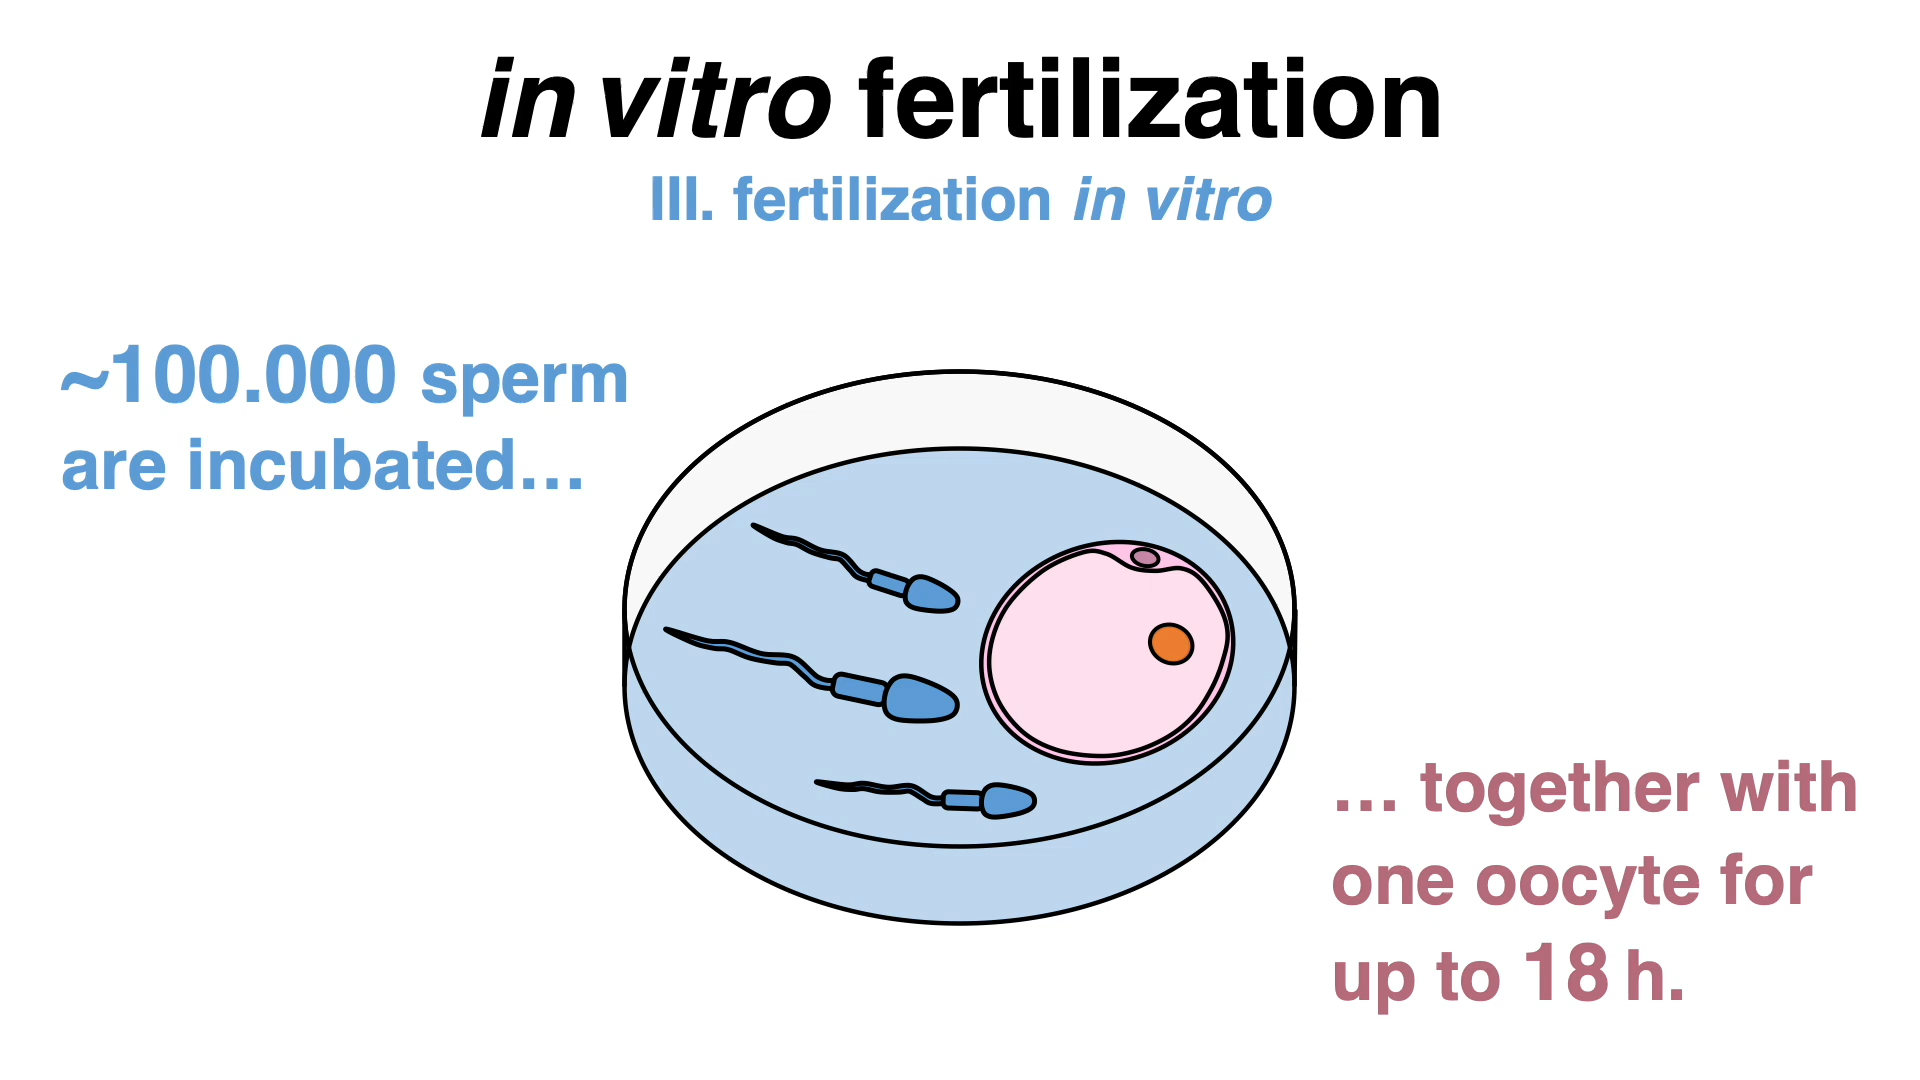 in vitro fertilization
III. fertilization in vitro
~100.000 sperm
are incubated…
… together with
one oocyte for
up to 18 h.